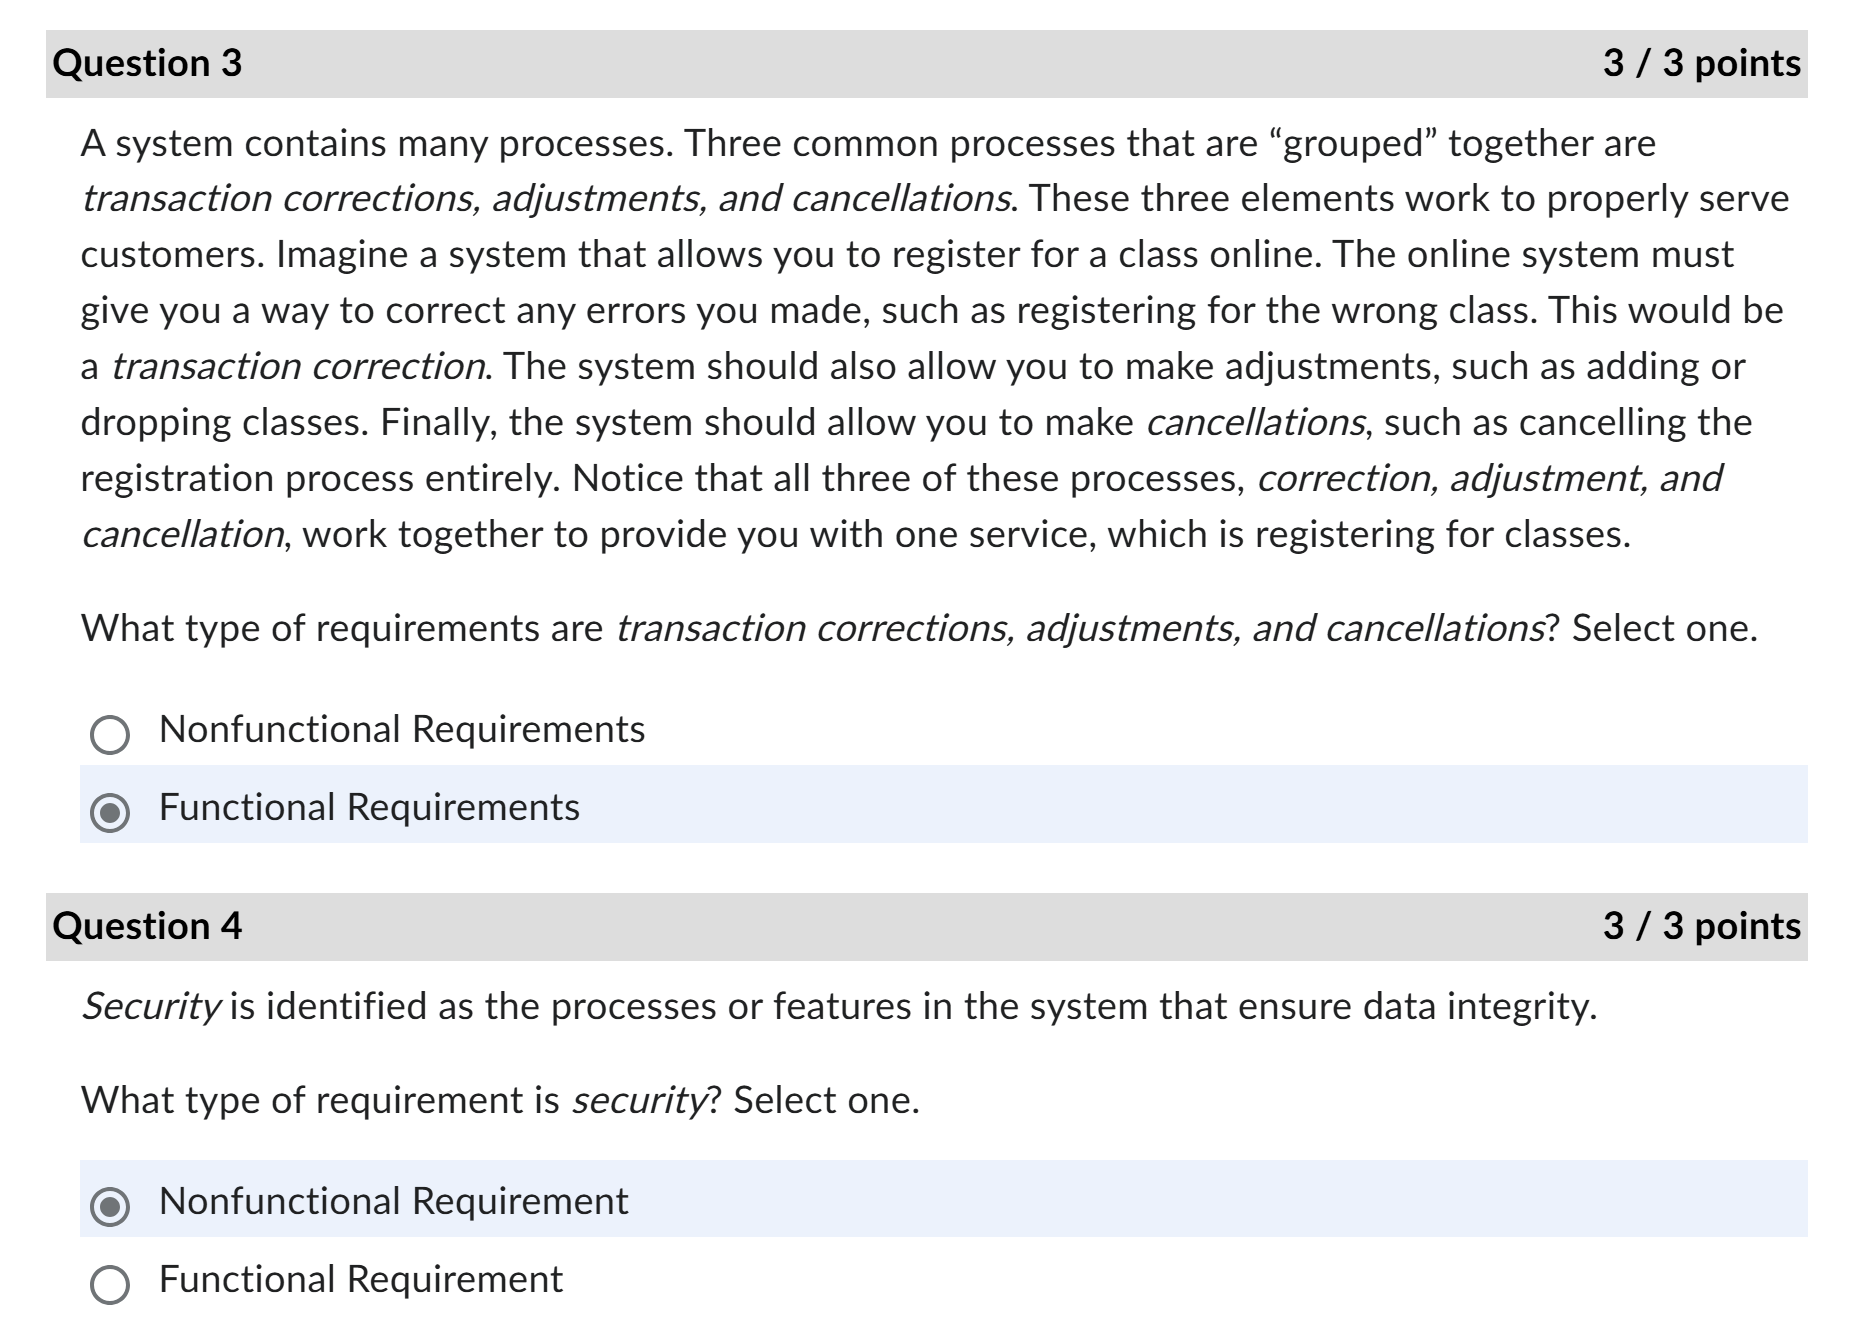 Question 3 3 / 3 points
A system contains many processes. Three common processes that are “grouped” together are
transaction corrections, adjustments, and cancellations. These three elements work to properly serve
customers. Imagine a system that allows you to register for a class online. The online system must
give you a way to correct any errors you made, such as registering for the wrong class. This would be
a transaction correction. The system should also allow you to make adjustments, such as adding or
dropping classes. Finally, the system should allow you to make cancellations, such as cancelling the
registration process entirely. Notice that all three of these processes, correction, adjustment, and
cancellation, work together to provide you with one service, which is registering for classes.
What type of requirements are transaction corrections, adjustments, and cancellations? Select one.
Nonfunctional Requirements
Functional Requirements
Question 4 3 / 3 points
Security is identified as the processes or features in the system that ensure data integrity.
What type of requirement is security? Select one.
Nonfunctional Requirement
Functional Requirement